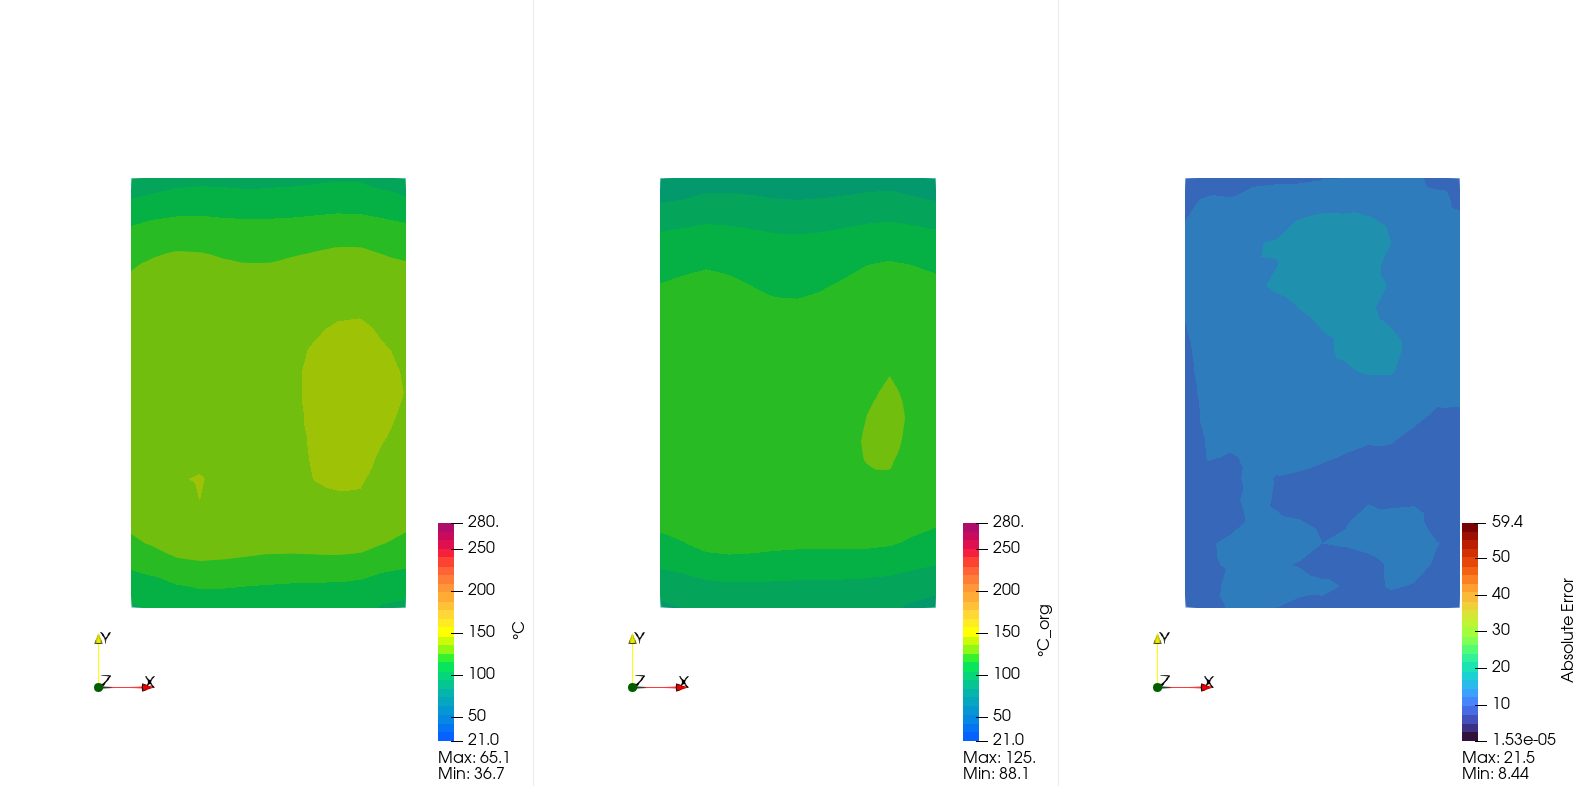 280.
250
200
150
100
50
21.0
°C
Max: 65.1
Min: 36.7
Y
Z
X
280.
250
200
150
100
50
21.0
°C_org
Max: 125.
Min: 88.1
Y
Z
X
59.4
50
40
30
20
10
1.53e-05
Absolute Error
Max: 21.5
Min: 8.44
Y
Z
X